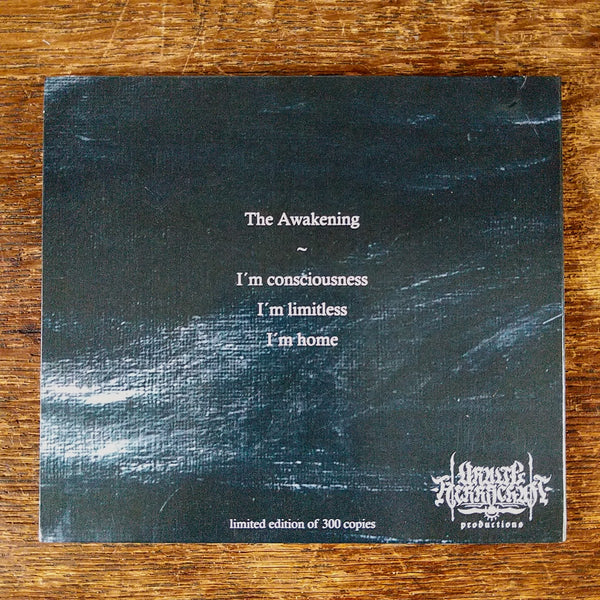 The Awakening
~
I´m consciousness
I´m limitless
I´m home
limited edition of 300 copies
productions